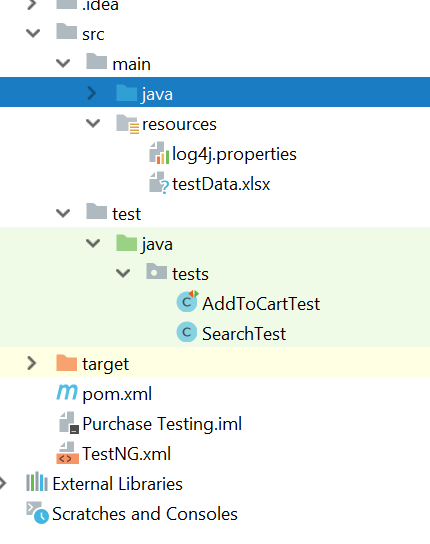 .idea
src
main
java
resources
log4j.properties
testData.xlsx
test
java
tests
AddToCartTest
SearchTest
target
pom.xml
Purchase Testing.iml
TestNG.xml
External Libraries
Scratches and Consoles